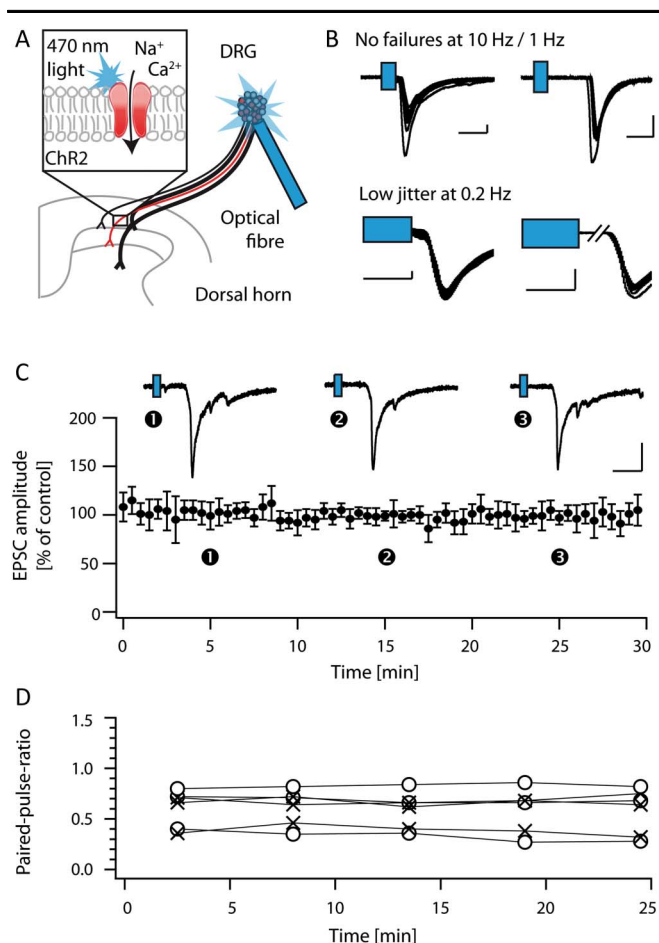 A
470 nm
light
Na⁺
Ca²⁺
ChR2
DRG
Optical
fibre
Dorsal horn
B
No failures at 10 Hz / 1 Hz
Low jitter at 0.2 Hz
C
❶ ❷ ❸
200
150
100
50
0
EPSC amplitude
[% of control]
❶ ❷ ❸
0 5 10 15 20 25 30
Time [min]
D
1.5
1.0
0.5
0.0
Paired-pulse-ratio
0 5 10 15 20 25
Time [min]